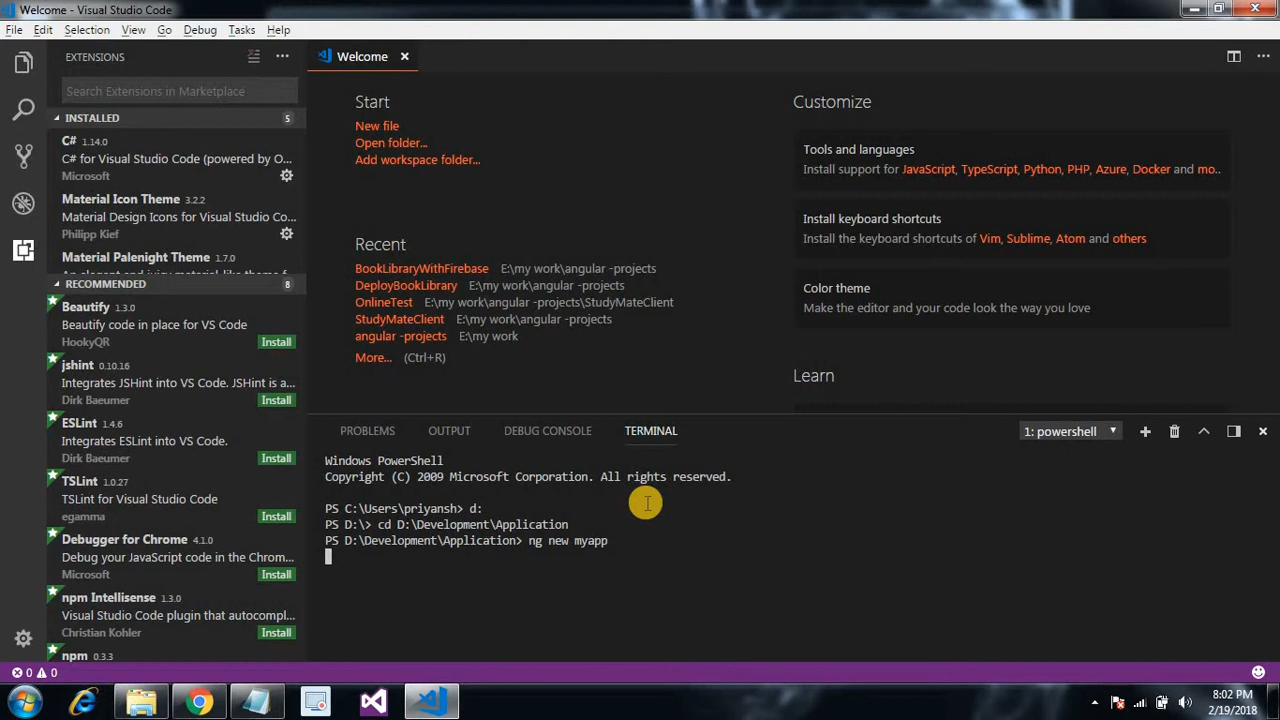 Welcome - Visual Studio Code
File Edit Selection View Go Debug Tasks Help
EXTENSIONS
Search Extensions in Marketplace
INSTALLED 5
C# 1.14.0
C# for Visual Studio Code (powered by O...
Microsoft
Material Icon Theme 3.2.2
Material Design Icons for Visual Studio Co...
Philipp Kief
Material Palenight Theme 1.7.0
An elegant and juicy material-like theme f...
RECOMMENDED 8
Beautify 1.3.0
Beautify code in place for VS Code
HookyQR Install
jshint 0.10.16
Integrates JSHint into VS Code. JSHint is a...
Dirk Baeumer Install
ESLint 1.4.6
Integrates ESLint into VS Code.
Dirk Baeumer Install
TSLint 1.0.27
TSLint for Visual Studio Code
egamma Install
Debugger for Chrome 4.1.0
Debug your JavaScript code in the Chrom...
Microsoft Install
npm Intellisense 1.3.0
Visual Studio Code plugin that autocompl...
Christian Kohler Install
npm 0.3.3
Welcome
Start
New file
Open folder...
Add workspace folder...
Recent
BookLibraryWithFirebase E:\my work\angular -projects
DeployBookLibrary E:\my work\angular -projects
OnlineTest E:\my work\angular -projects\StudyMateClient
StudyMateClient E:\my work\angular -projects
angular -projects E:\my work
More... (Ctrl+R)
Customize
Tools and languages
Install support for JavaScript, TypeScript, Python, PHP, Azure, Docker and mo..
Install keyboard shortcuts
Install the keyboard shortcuts of Vim, Sublime, Atom and others
Color theme
Make the editor and your code look the way you love
Learn
PROBLEMS OUTPUT DEBUG CONSOLE TERMINAL 1: powershell
Windows PowerShell
Copyright (C) 2009 Microsoft Corporation. All rights reserved.
PS C:\Users\priyansh> d:
PS D:\> cd D:\Development\Application
PS D:\Development\Application> ng new myapp
0 0
8:02 PM
2/19/2018